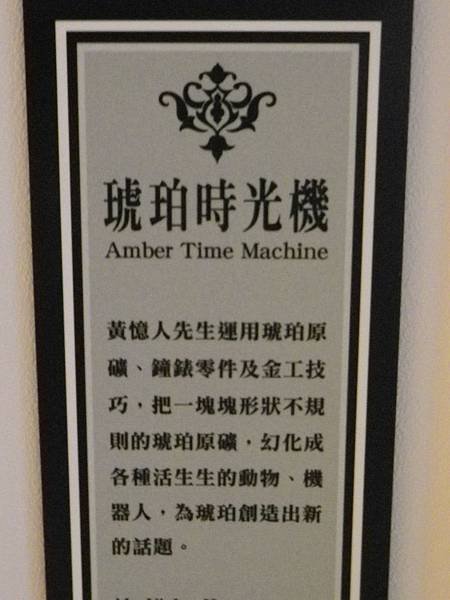 琥珀時光機
Amber Time Machine
黃憶人先生運用琥珀原
礦、鐘錶零件及金工技
巧，把一塊塊形狀不規
則的琥珀原礦，幻化成
各種活生生的動物、機
器人，為琥珀創造出新
的話題。